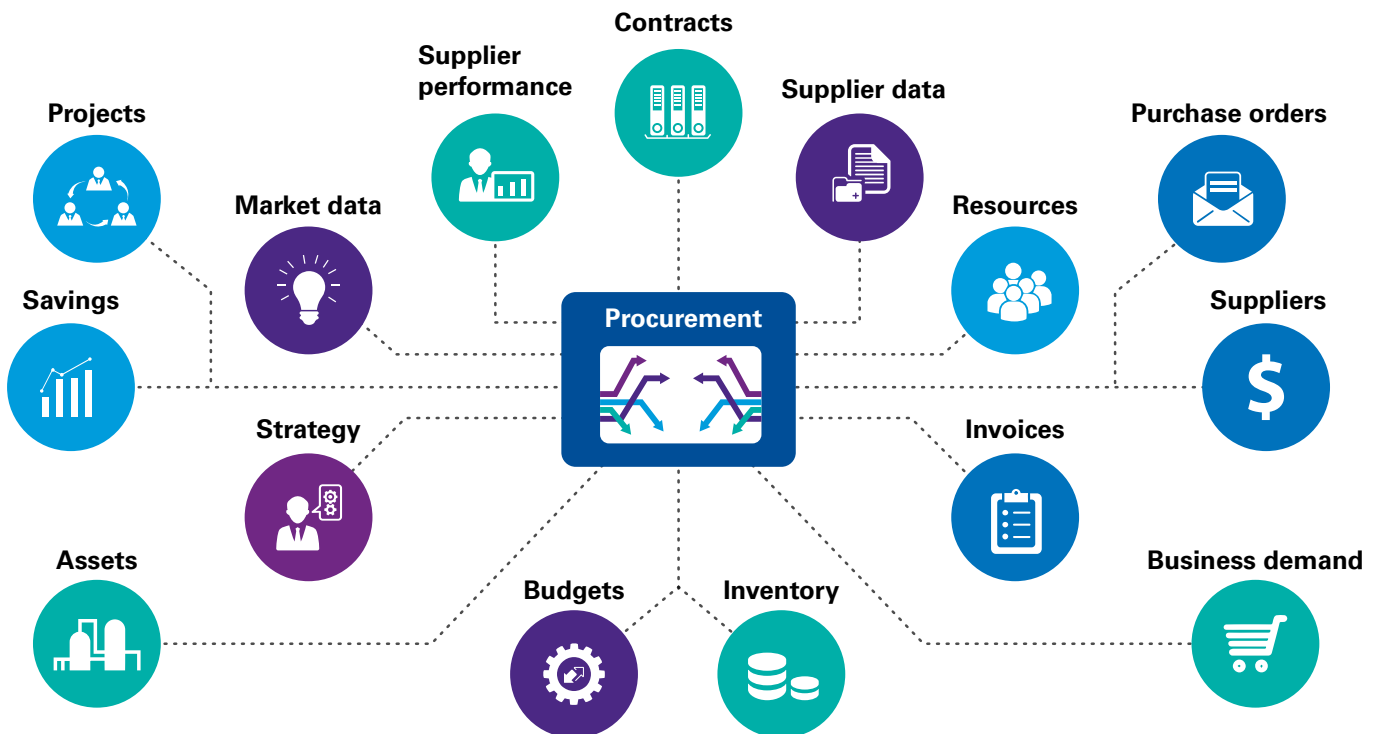 Contracts
Supplier
performance
Supplier data
Projects
Purchase orders
Market data
Resources
Savings
Suppliers
Procurement
$
Strategy
Invoices
Assets
Business demand
Budgets
Inventory